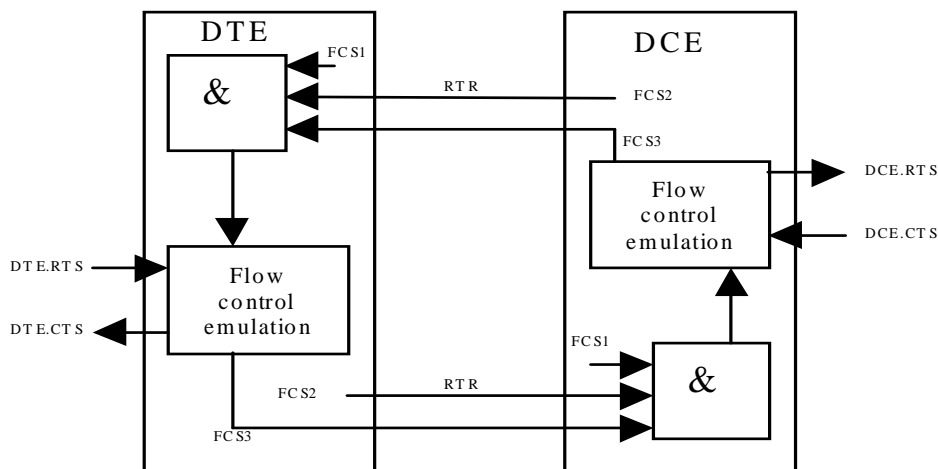 DTE
DCE
FCS1
&
RTR
FCS2
FCS3
DCE.RTS
Flow
control
emulation
DCE.CTS
DTE.RTS
Flow
control
emulation
DTE.CTS
FCS1
&
FCS2
RTR
FCS3